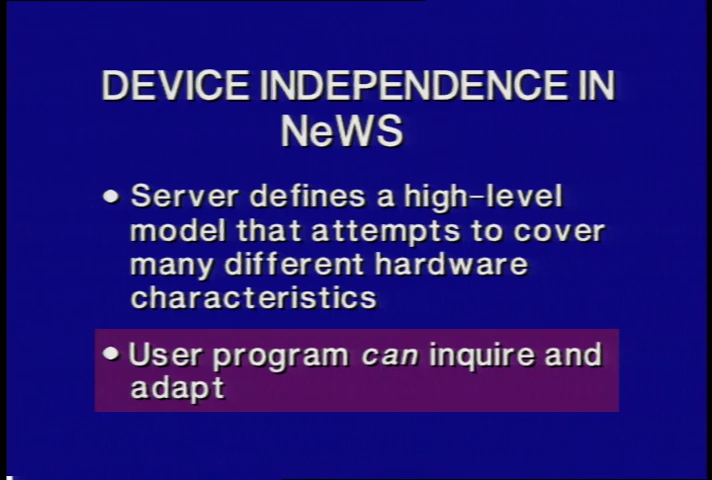 DEVICE INDEPENDENCE IN
NeWS
• Server defines a high-level
model that attempts to cover
many different hardware
characteristics
• User program can inquire and
adapt